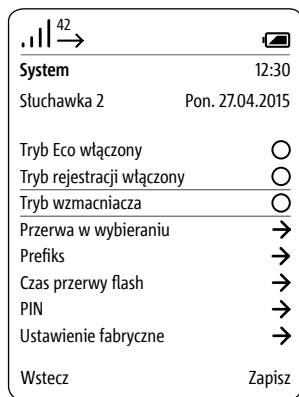 42
System 12:30
Słuchawka 2 Pon. 27.04.2015
Tryb Eco włączony
Tryb rejestracji włączony
Tryb wzmacniacza
Przerwa w wybieraniu
Prefiks
Czas przerwy flash
PIN
Ustawienie fabryczne
Wstecz Zapisz